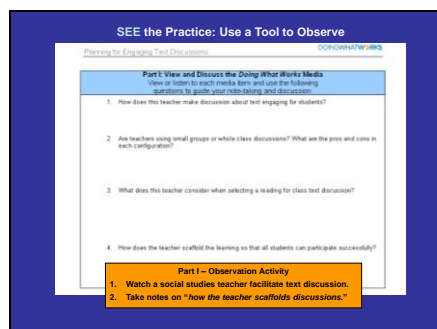 SEE the Practice: Use a Tool to Observe
Planning for Engaging Text Discussions
DOINGWHATWORKS
Part I: View and Discuss the Doing What Works Media
View or listen to each media item and use the following
questions to guide your note-taking and discussion.
1. How does this teacher make discussion about text engaging for students?
2. Are teachers using small groups or whole class discussions? What are the pros and cons in
each configuration?
3. What does this teacher consider when selecting a reading for class text discussion?
4. How does the teacher scaffold the learning so that all students can participate successfully?
Part I – Observation Activity
1. Watch a social studies teacher facilitate text discussion.
2. Take notes on “how the teacher scaffolds discussions.”